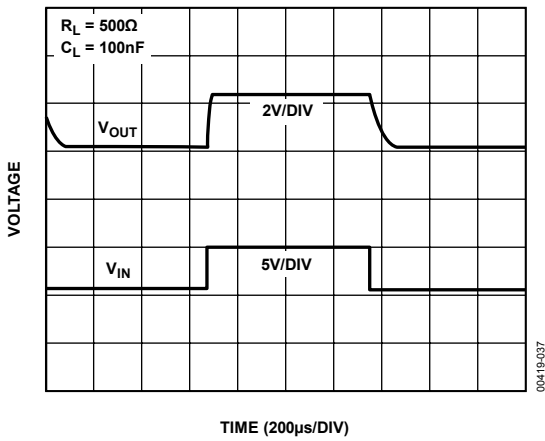 R_L = 500Ω
C_L = 100nF
2V/DIV
V_OUT
V_IN
5V/DIV
VOLTAGE
TIME (200µs/DIV)
00419-037